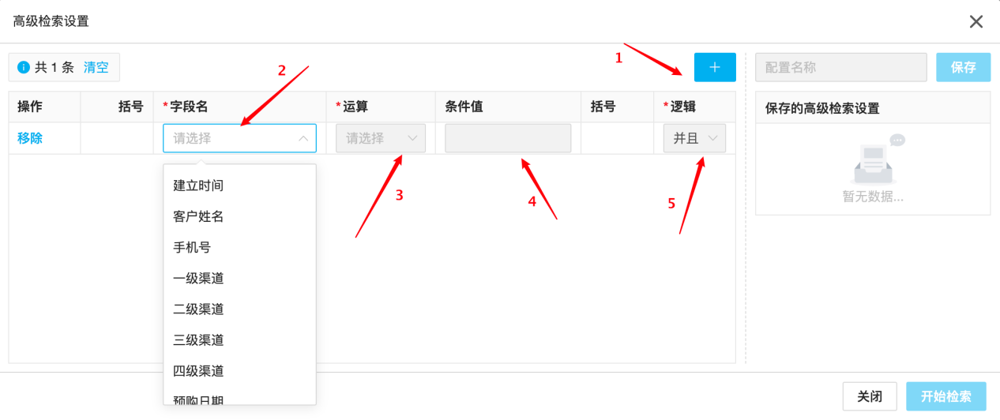 高级检索设置
共 1 条 清空
1
+
配置名称
保存
2
操作 括号 *字段名 *运算 条件值 括号 *逻辑
保存的高级检索设置
移除 请选择 请选择 并且
建立时间
3
4
5
暂无数据...
客户姓名
手机号
一级渠道
二级渠道
三级渠道
四级渠道
预购日期
关闭 开始检索